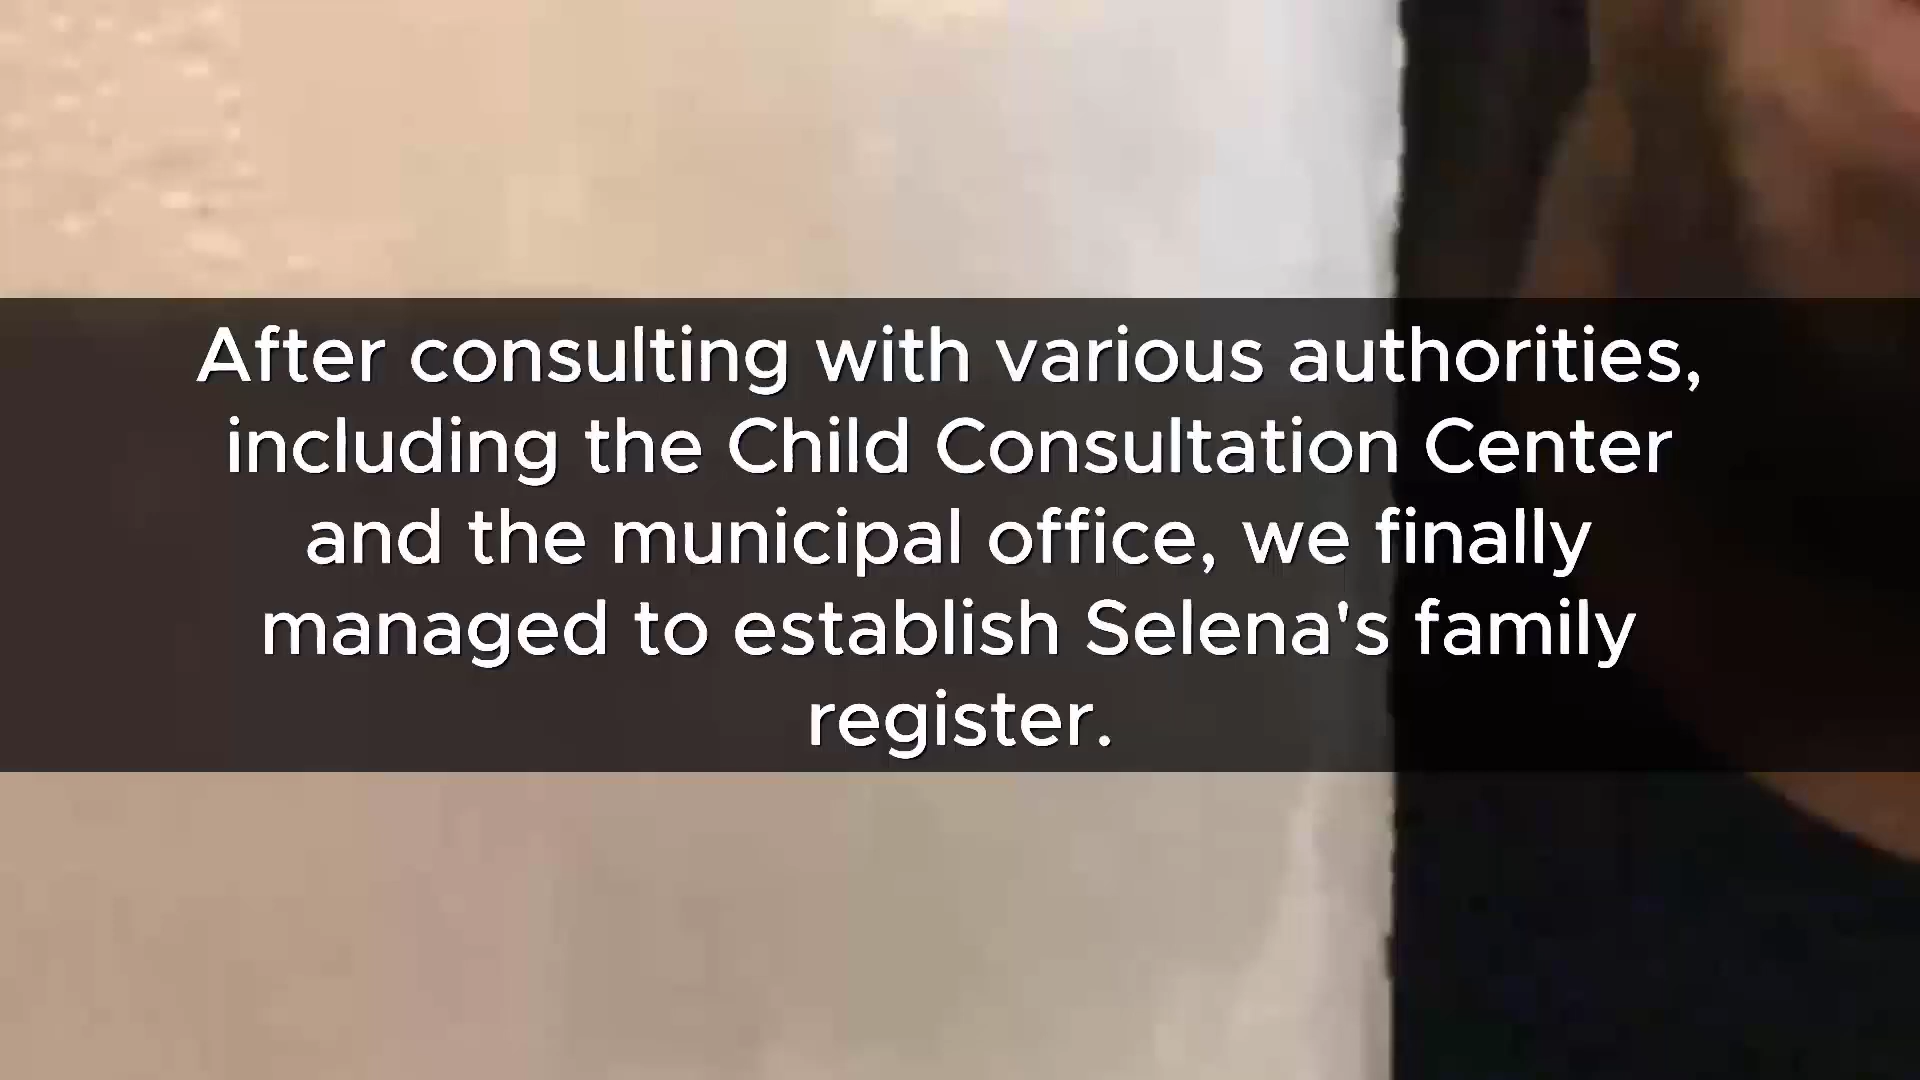 After consulting with various authorities,
including the Child Consultation Center
and the municipal office, we finally
managed to establish Selena's family
register.